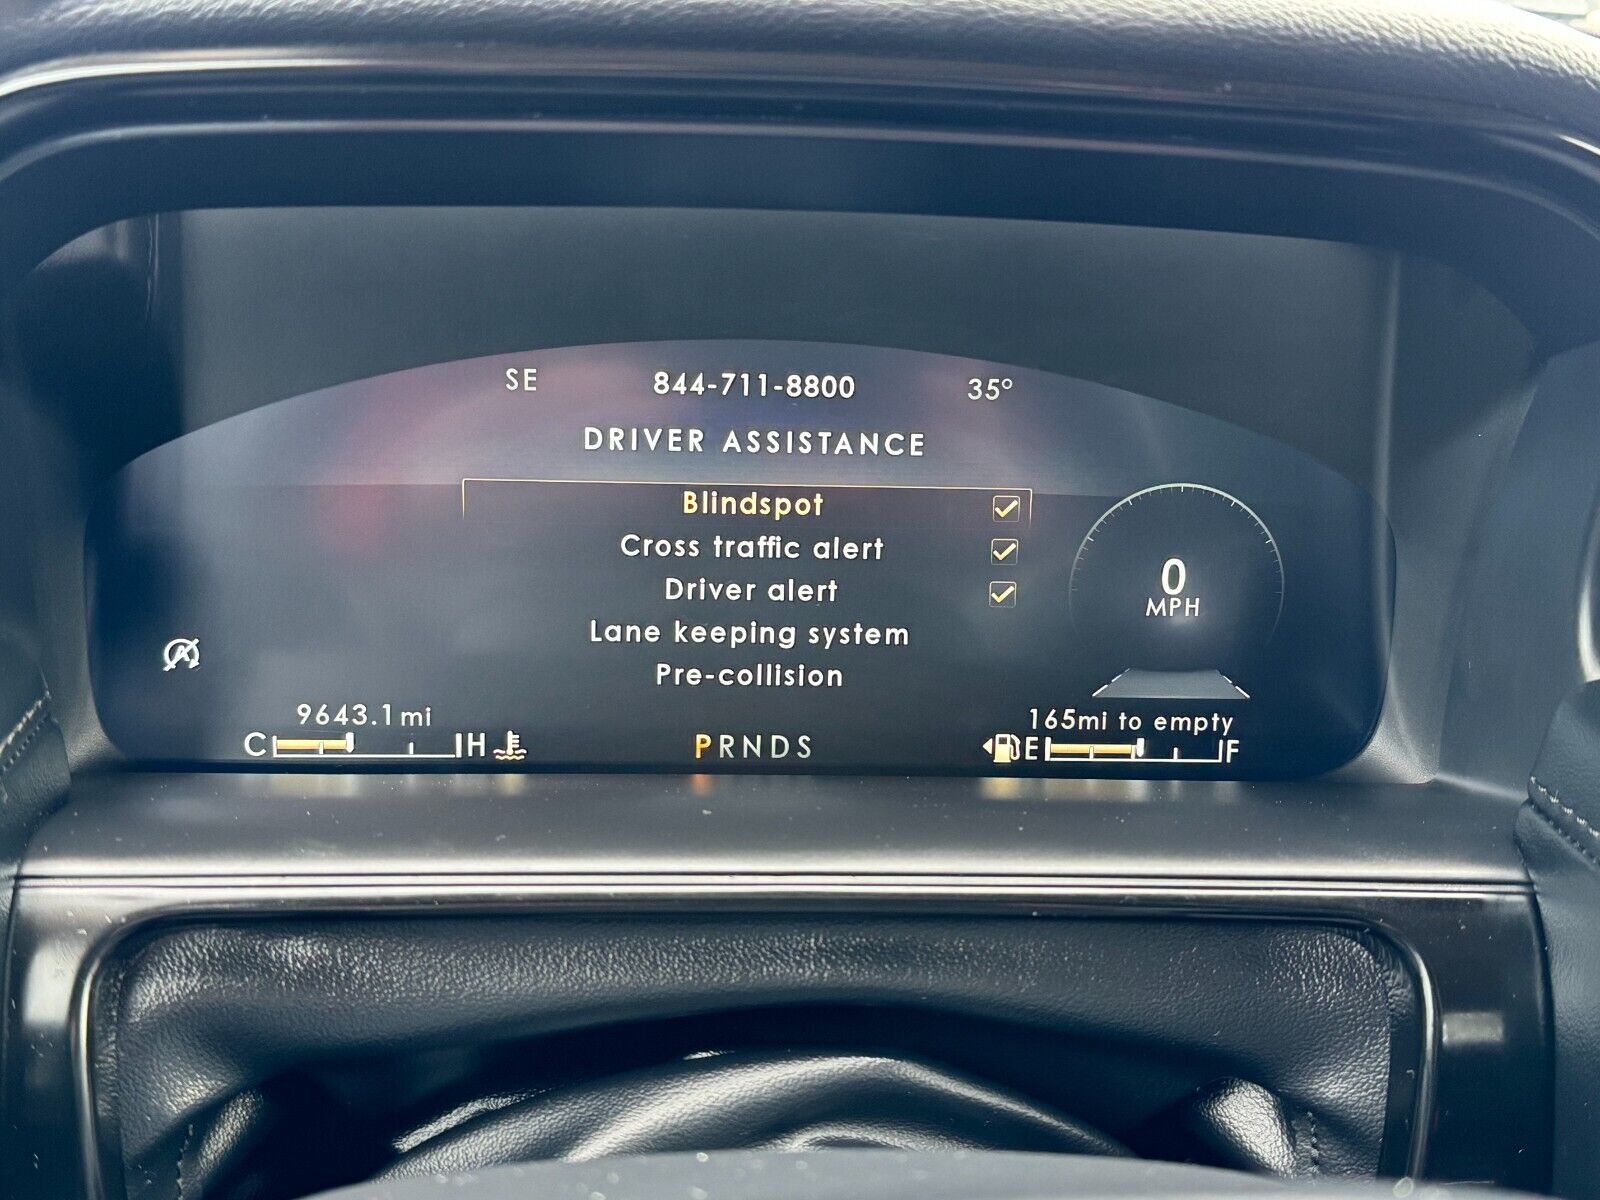 SE 844-711-8800 35°
DRIVER ASSISTANCE
Blindspot
Cross traffic alert
Driver alert
Lane keeping system
Pre-collision
0
MPH
A
9643.1mi
165mi to empty
C H PRNDS E F